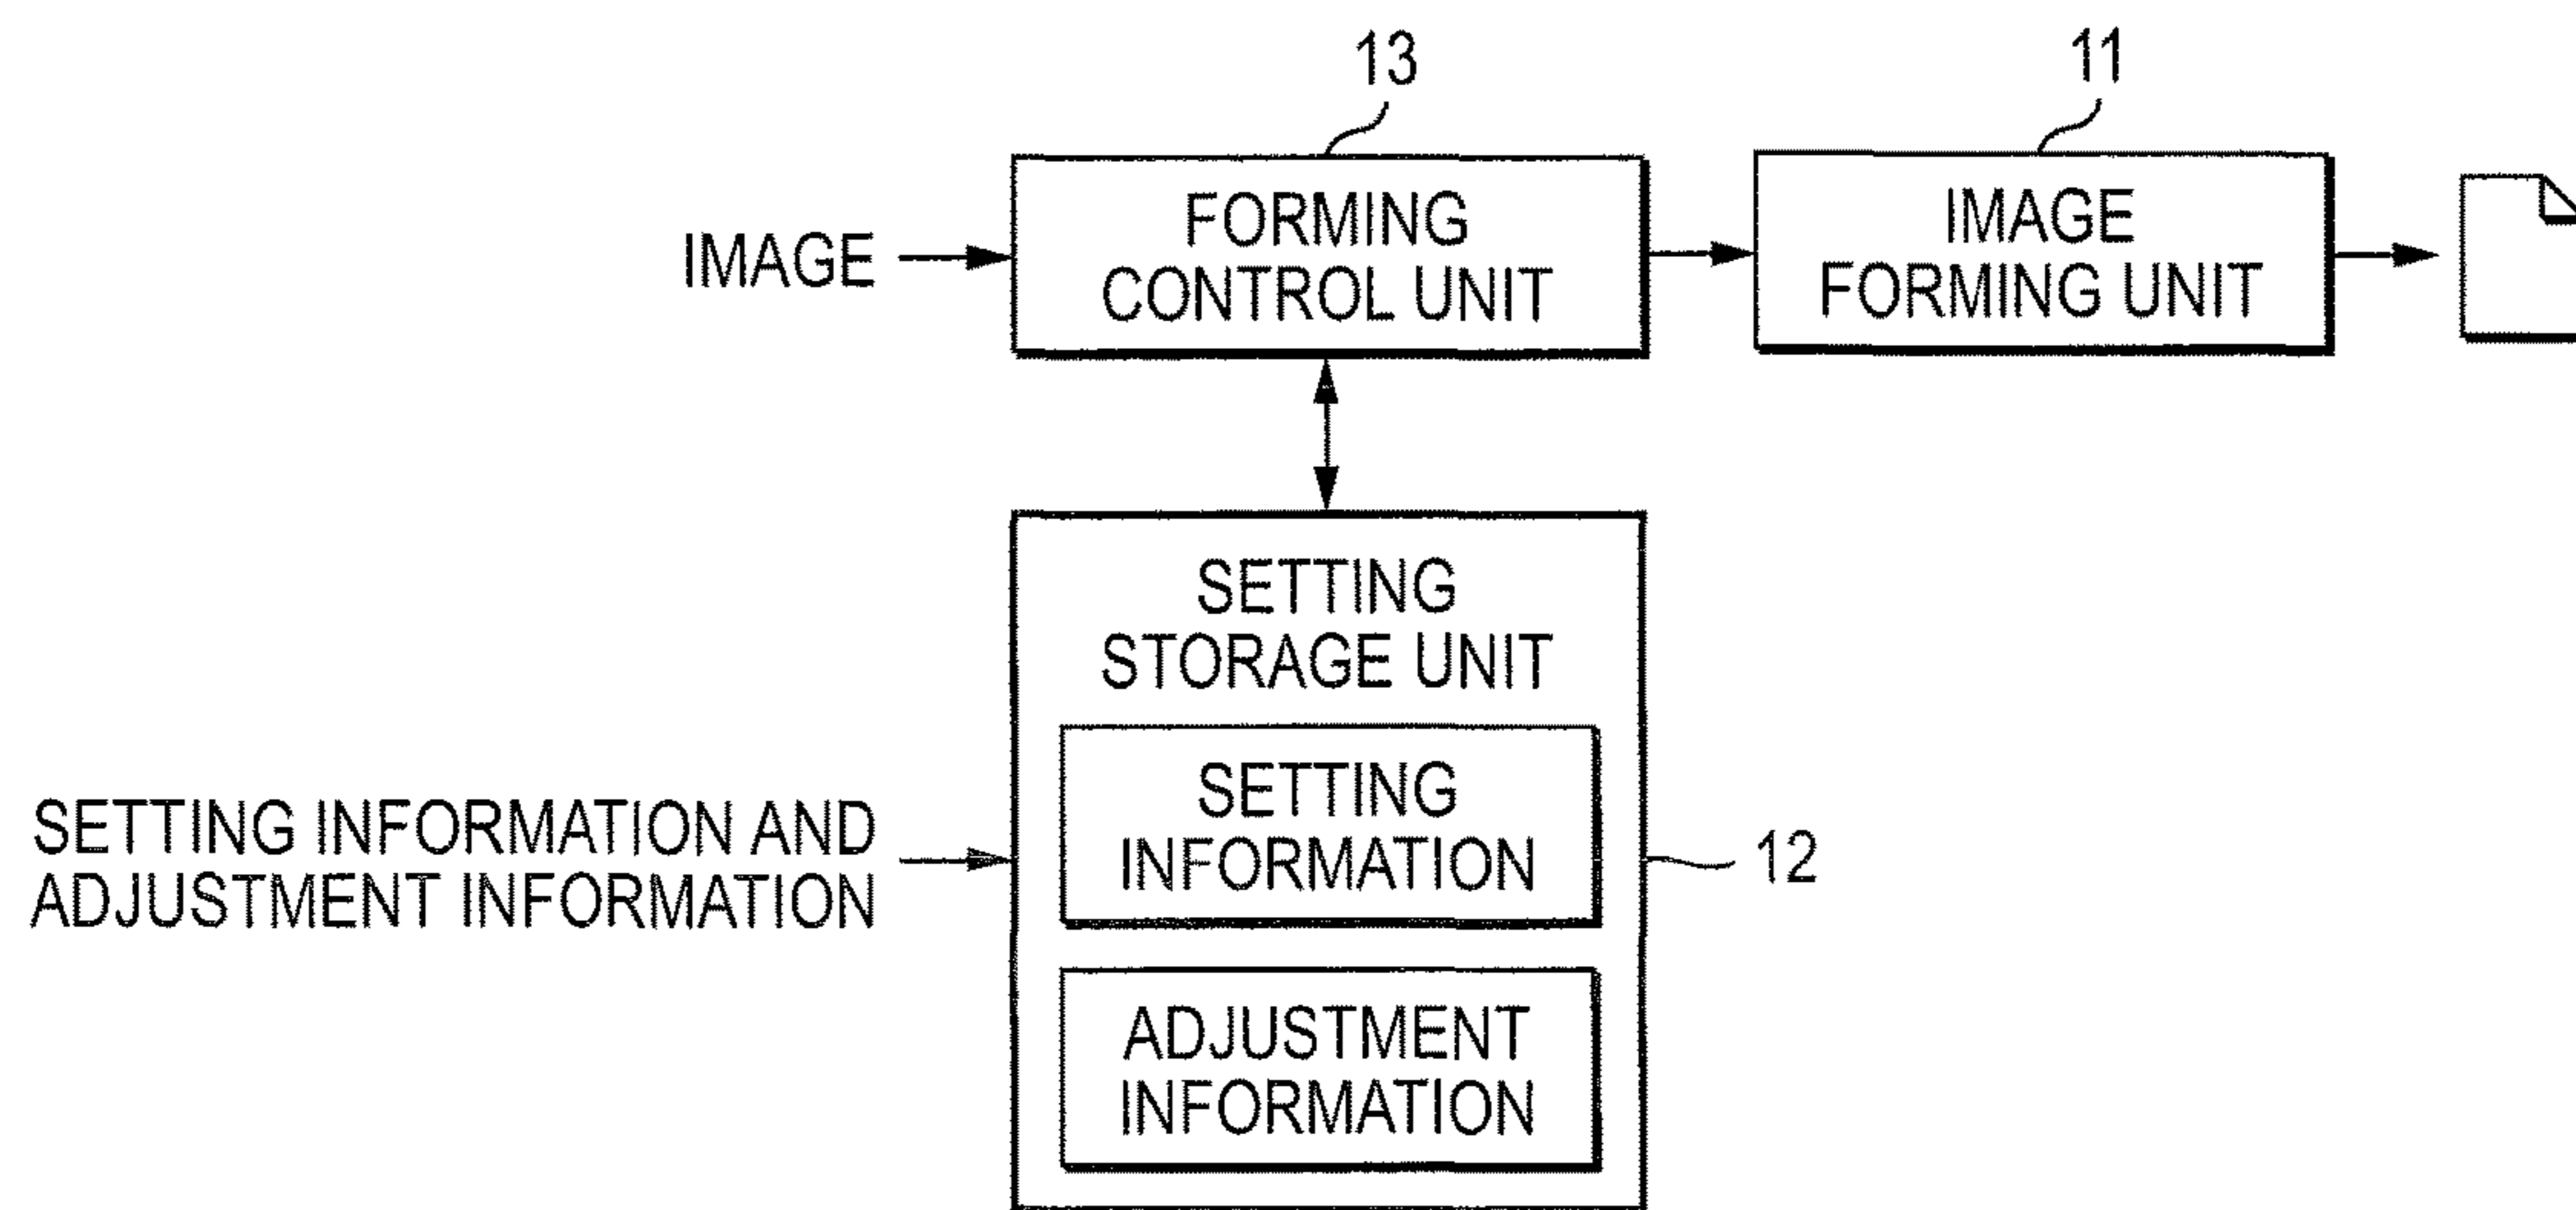 13
11
IMAGE
FORMING
CONTROL UNIT
IMAGE
FORMING UNIT
SETTING
STORAGE UNIT
SETTING INFORMATION AND
ADJUSTMENT INFORMATION
SETTING
INFORMATION
12
ADJUSTMENT
INFORMATION